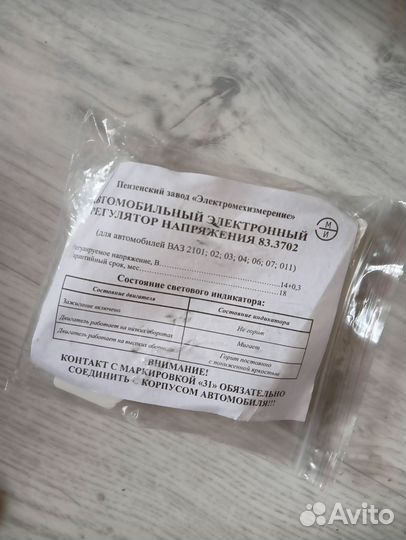 Пензенский завод «Электромехизмерение»
М
И
АВТОМОБИЛЬНЫЙ ЭЛЕКТРОННЫЙ
РЕГУЛЯТОР НАПРЯЖЕНИЯ 83.3702
(для автомобилей ВАЗ 2101; 02; 03; 04; 06; 07; 011)
Регулируемое напряжение, В 14+0,3
Гарантийный срок, мес 18
Состояние светового индикатора:
Состояние двигателя Состояние индикатора
Зажигание включено Не горит
Двигатель работает на низких оборотах Мигает
Двигатель работает на высоких оборотах Горит постоянно
с пониженной яркостью
ВНИМАНИЕ!
КОНТАКТ С МАРКИРОВКОЙ «31» ОБЯЗАТЕЛЬНО
СОЕДИНИТЬ С КОРПУСОМ АВТОМОБИЛЯ!!!
Avito